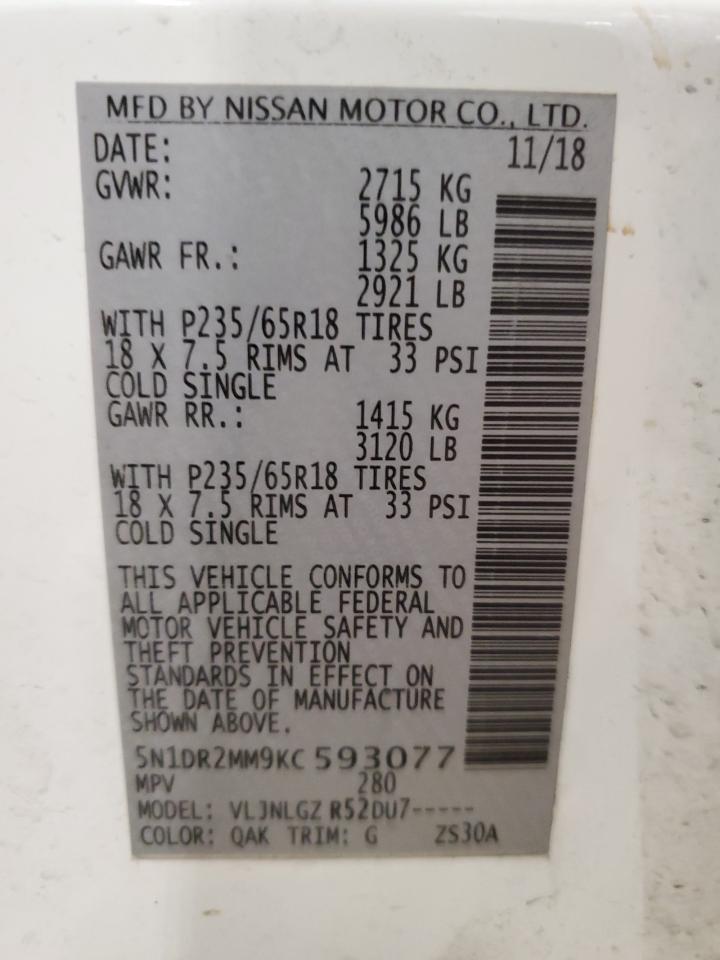 MFD BY NISSAN MOTOR CO., LTD.
DATE: 11/18
GVWR: 2715 KG
5986 LB
GAWR FR.: 1325 KG
2921 LB
WITH P235/65R18 TIRES
18 X 7.5 RIMS AT 33 PSI
COLD SINGLE
GAWR RR.: 1415 KG
3120 LB
WITH P235/65R18 TIRES
18 X 7.5 RIMS AT 33 PSI
COLD SINGLE
THIS VEHICLE CONFORMS TO
ALL APPLICABLE FEDERAL
MOTOR VEHICLE SAFETY AND
THEFT PREVENTION
STANDARDS IN EFFECT ON
THE DATE OF MANUFACTURE
SHOWN ABOVE.
5N1DR2MM9KC 593077
MPV 280
MODEL: VLJNLGZ R52DU7-----
COLOR: QAK TRIM: G ZS30A